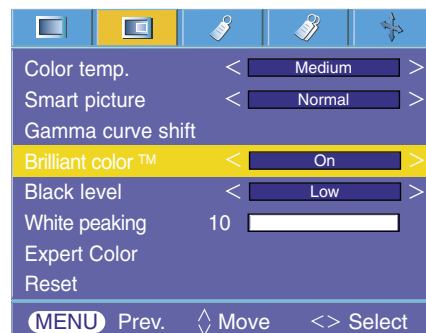 Color temp. < Medium >
Smart picture < Normal >
Gamma curve shift
Brilliant color ™ < On >
Black level < Low >
White peaking 10
Expert Color
Reset
MENU Prev. Move <> Select